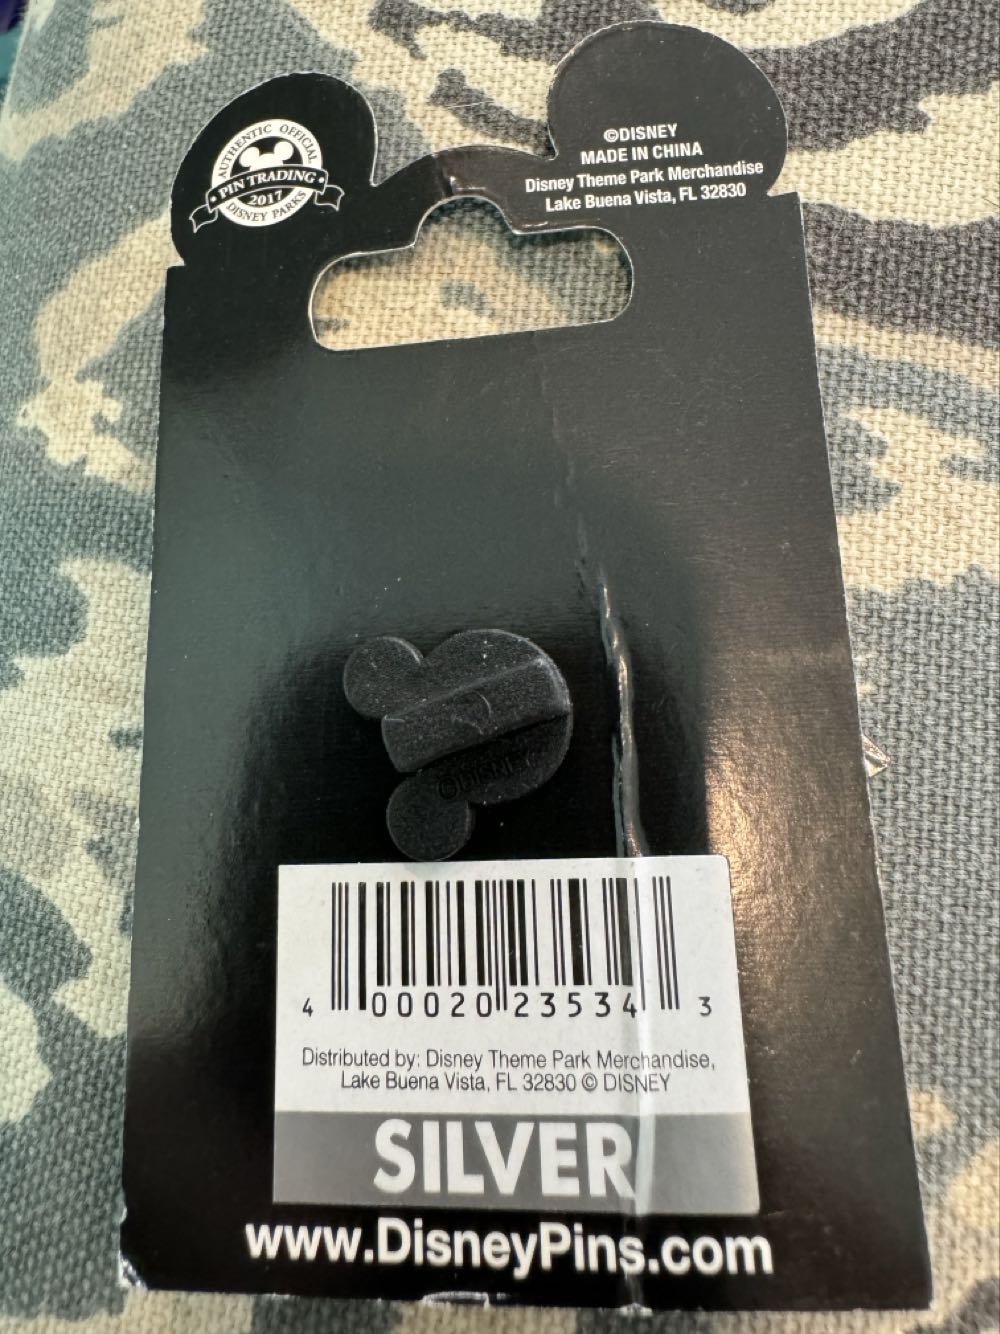 AUTHENTIC OFFICIAL
PIN TRADING
2017
DISNEY PARKS
©DISNEY
MADE IN CHINA
Disney Theme Park Merchandise
Lake Buena Vista, FL 32830
©DISNEY
4 00020 23534 3
Distributed by: Disney Theme Park Merchandise,
Lake Buena Vista, FL 32830 © DISNEY
SILVER
www.DisneyPins.com